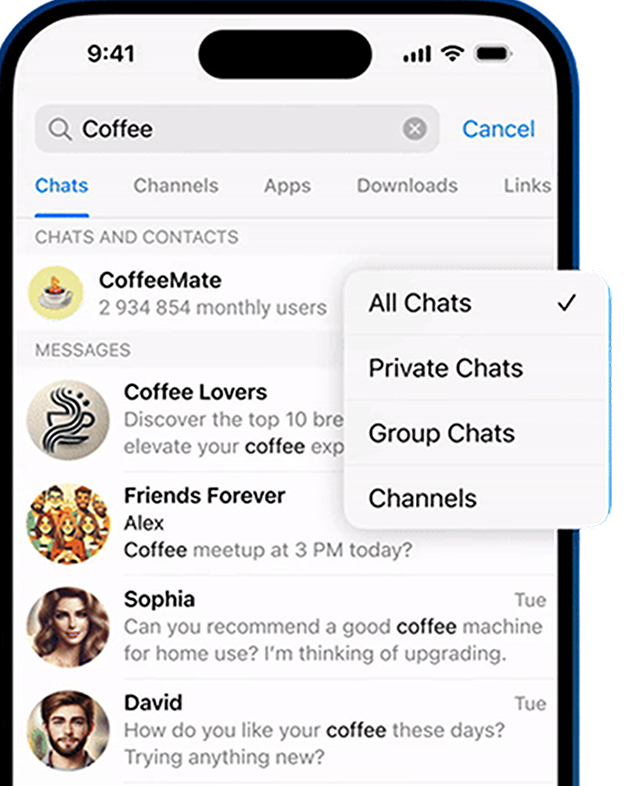 9:41
Coffee
Cancel
Chats Channels Apps Downloads Links
CHATS AND CONTACTS
CoffeeMate
2 934 854 monthly users
All Chats
Private Chats
Group Chats
Channels
MESSAGES
Coffee Lovers
Discover the top 10 bre
elevate your coffee exp
Friends Forever
Alex
Coffee meetup at 3 PM today?
Sophia Tue
Can you recommend a good coffee machine
for home use? I'm thinking of upgrading.
David Tue
How do you like your coffee these days?
Trying anything new?